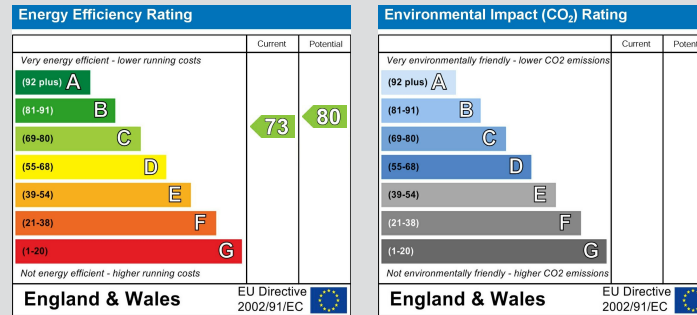 Energy Efficiency Rating
Current Potential
Very energy efficient - lower running costs
(92 plus) A
(81-91) B
(69-80) C
(55-68) D
(39-54) E
(21-38) F
(1-20) G
73
80
Not energy efficient - higher running costs
England & Wales
EU Directive
2002/91/EC
Environmental Impact (CO₂) Rating
Current Potent
Very environmentally friendly - lower CO2 emissions
(92 plus) A
(81-91) B
(69-80) C
(55-68) D
(39-54) E
(21-38) F
(1-20) G
Not environmentally friendly - higher CO2 emissions
England & Wales
EU Directive
2002/91/EC